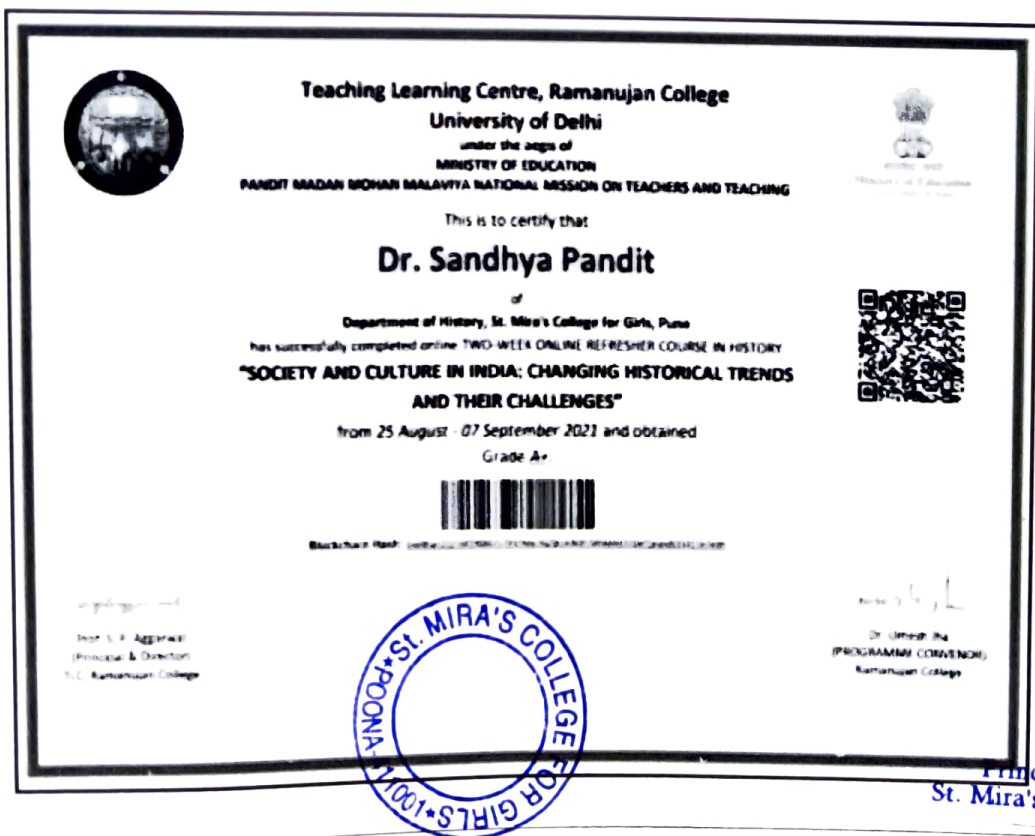 Teaching Learning Centre, Ramanujan College
University of Delhi
under the aegis of
MINISTRY OF EDUCATION
PANDIT MADAN MOHAN MALAVIYA NATIONAL MISSION ON TEACHERS AND TEACHING
This is to certify that
Dr. Sandhya Pandit
of
Department of History, St. Mira's College for Girls, Pune
has successfully completed online TWO-WEEK ONLINE REFRESHER COURSE IN HISTORY
"SOCIETY AND CULTURE IN INDIA: CHANGING HISTORICAL TRENDS
AND THEIR CHALLENGES"
from 25 August - 07 September 2021 and obtained
Grade A+
Blockchain Hash:
Prof. S. P. Aggarwal
(Principal & Director)
TLC, Ramanujan College
Dr. Umesh Jha
(PROGRAMME CONVENOR)
Ramanujan College
St. MIRA'S COLLEGE FOR GIRLS * POONA-411001 *
St. Mira's